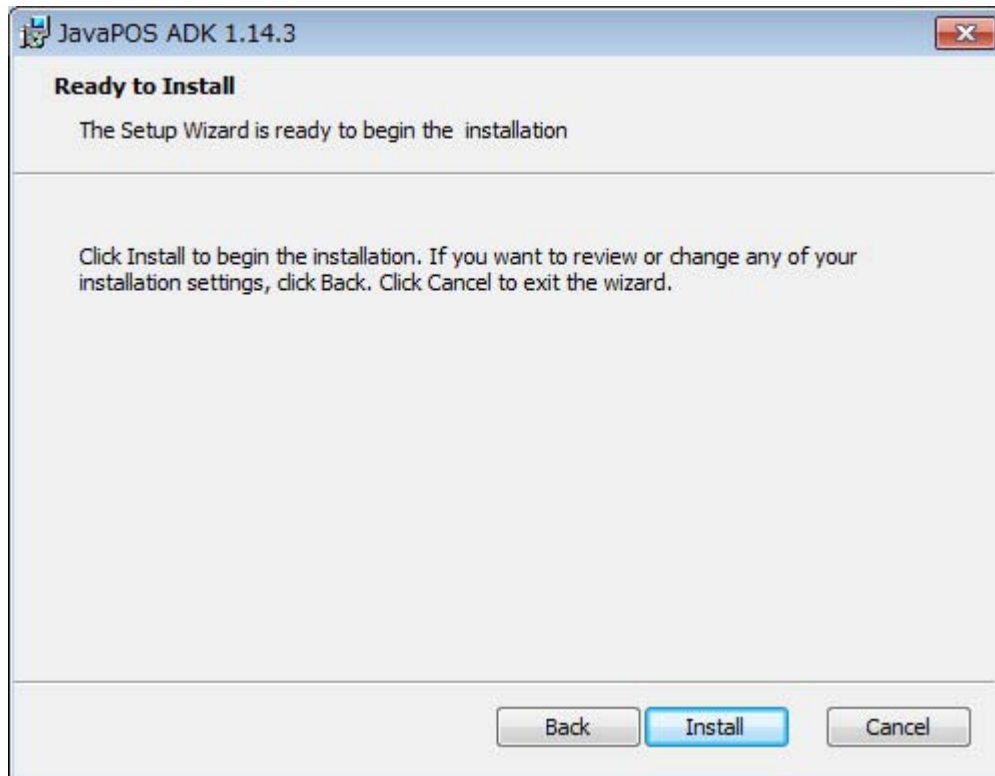 JavaPOS ADK 1.14.3
Ready to Install
The Setup Wizard is ready to begin the installation
Click Install to begin the installation. If you want to review or change any of your
installation settings, click Back. Click Cancel to exit the wizard.
Back Install Cancel